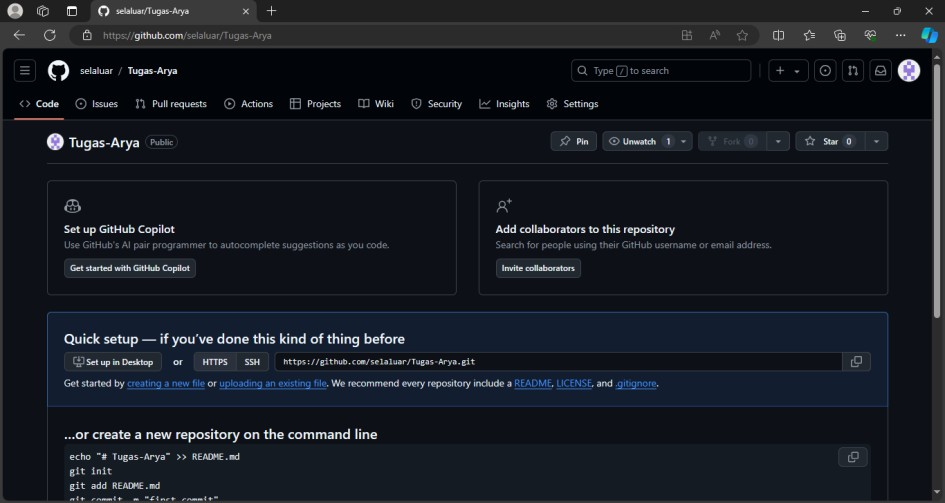 selaluar/Tugas-Arya
https://github.com/selaluar/Tugas-Arya
selaluar / Tugas-Arya
Type / to search
Code Issues Pull requests Actions Projects Wiki Security Insights Settings
Tugas-Arya Public
Pin Unwatch 1 Fork 0 Star 0
Set up GitHub Copilot
Use GitHub's AI pair programmer to autocomplete suggestions as you code.
Get started with GitHub Copilot
Add collaborators to this repository
Search for people using their GitHub username or email address.
Invite collaborators
Quick setup — if you've done this kind of thing before
Set up in Desktop or HTTPS SSH https://github.com/selaluar/Tugas-Arya.git
Get started by creating a new file or uploading an existing file. We recommend every repository include a README, LICENSE, and .gitignore.
...or create a new repository on the command line
echo "# Tugas-Arya" >> README.md
git init
git add README.md
git commit -m "first commit"